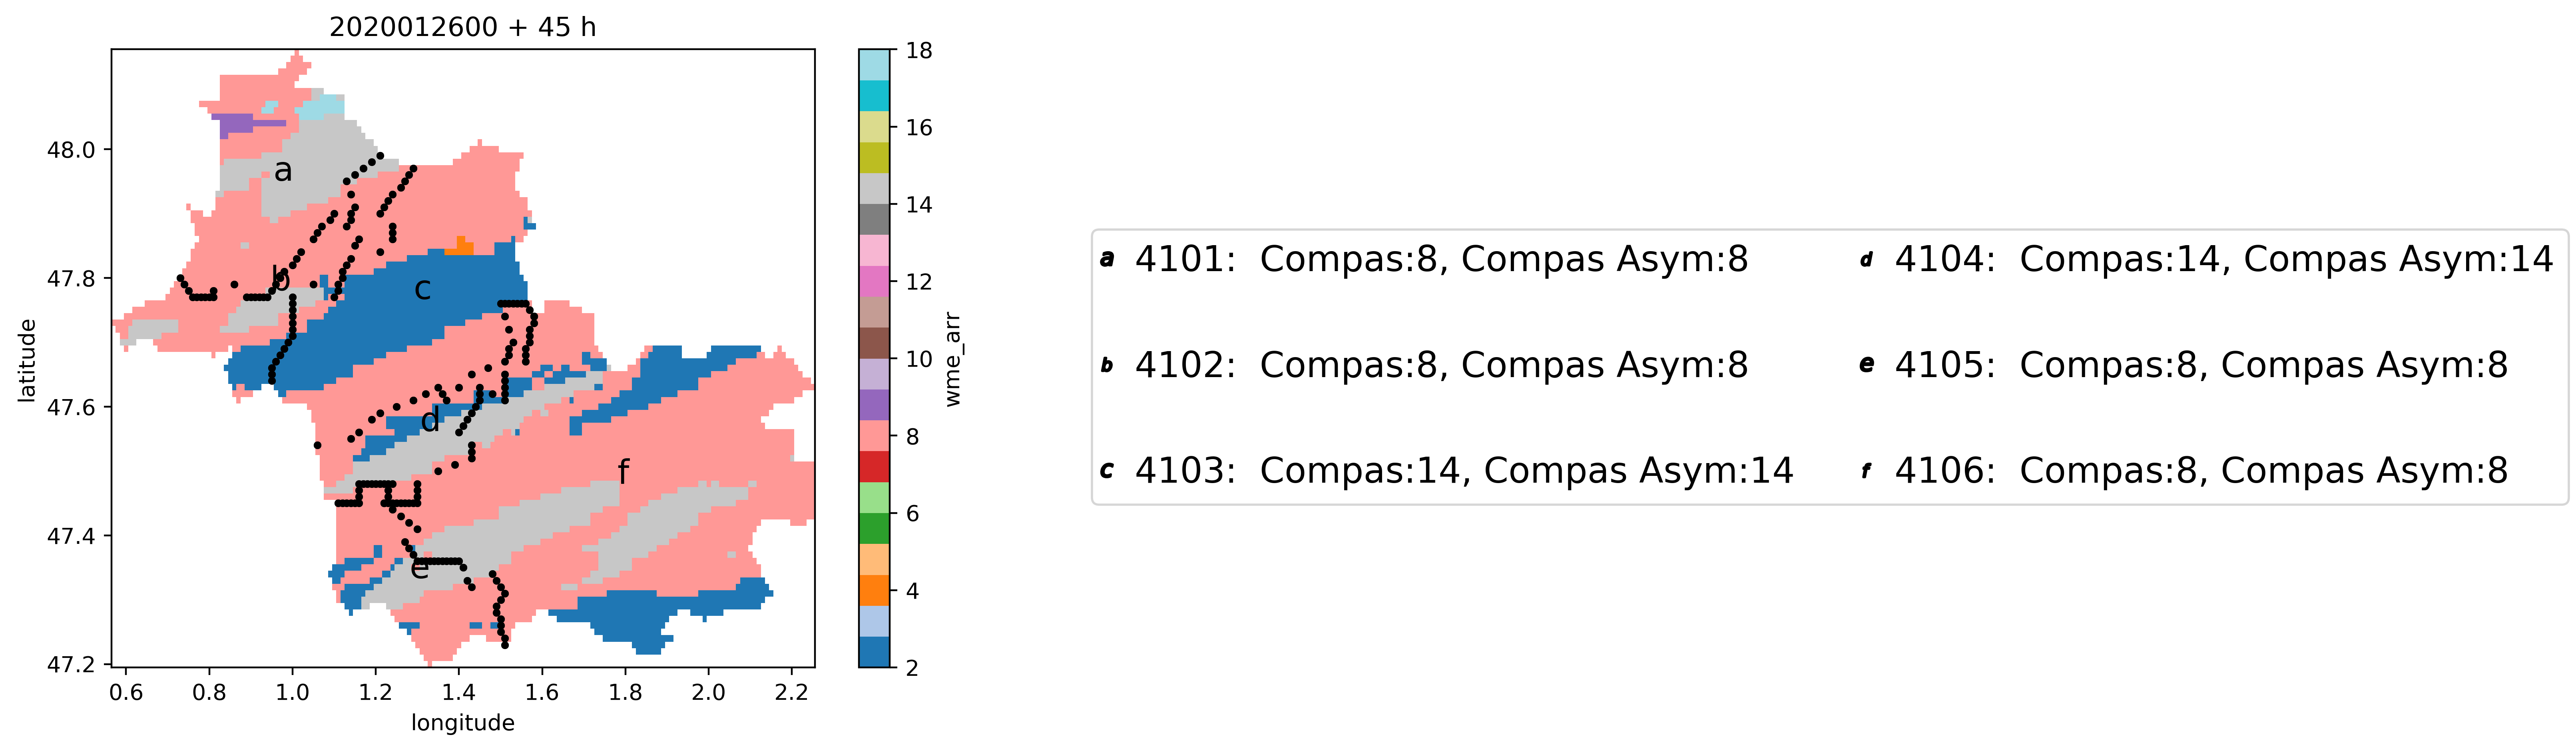 2020012600 + 45 h
latitude
48.0
47.8
47.6
47.4
47.2
0.6 0.8 1.0 1.2 1.4 1.6 1.8 2.0 2.2
longitude
a
b
c
d
e
f
18
16
14
12
10
8
6
4
2
wme_arr
a 4101: Compas:8, Compas Asym:8
b 4102: Compas:8, Compas Asym:8
c 4103: Compas:14, Compas Asym:14
d 4104: Compas:14, Compas Asym:14
e 4105: Compas:8, Compas Asym:8
f 4106: Compas:8, Compas Asym:8